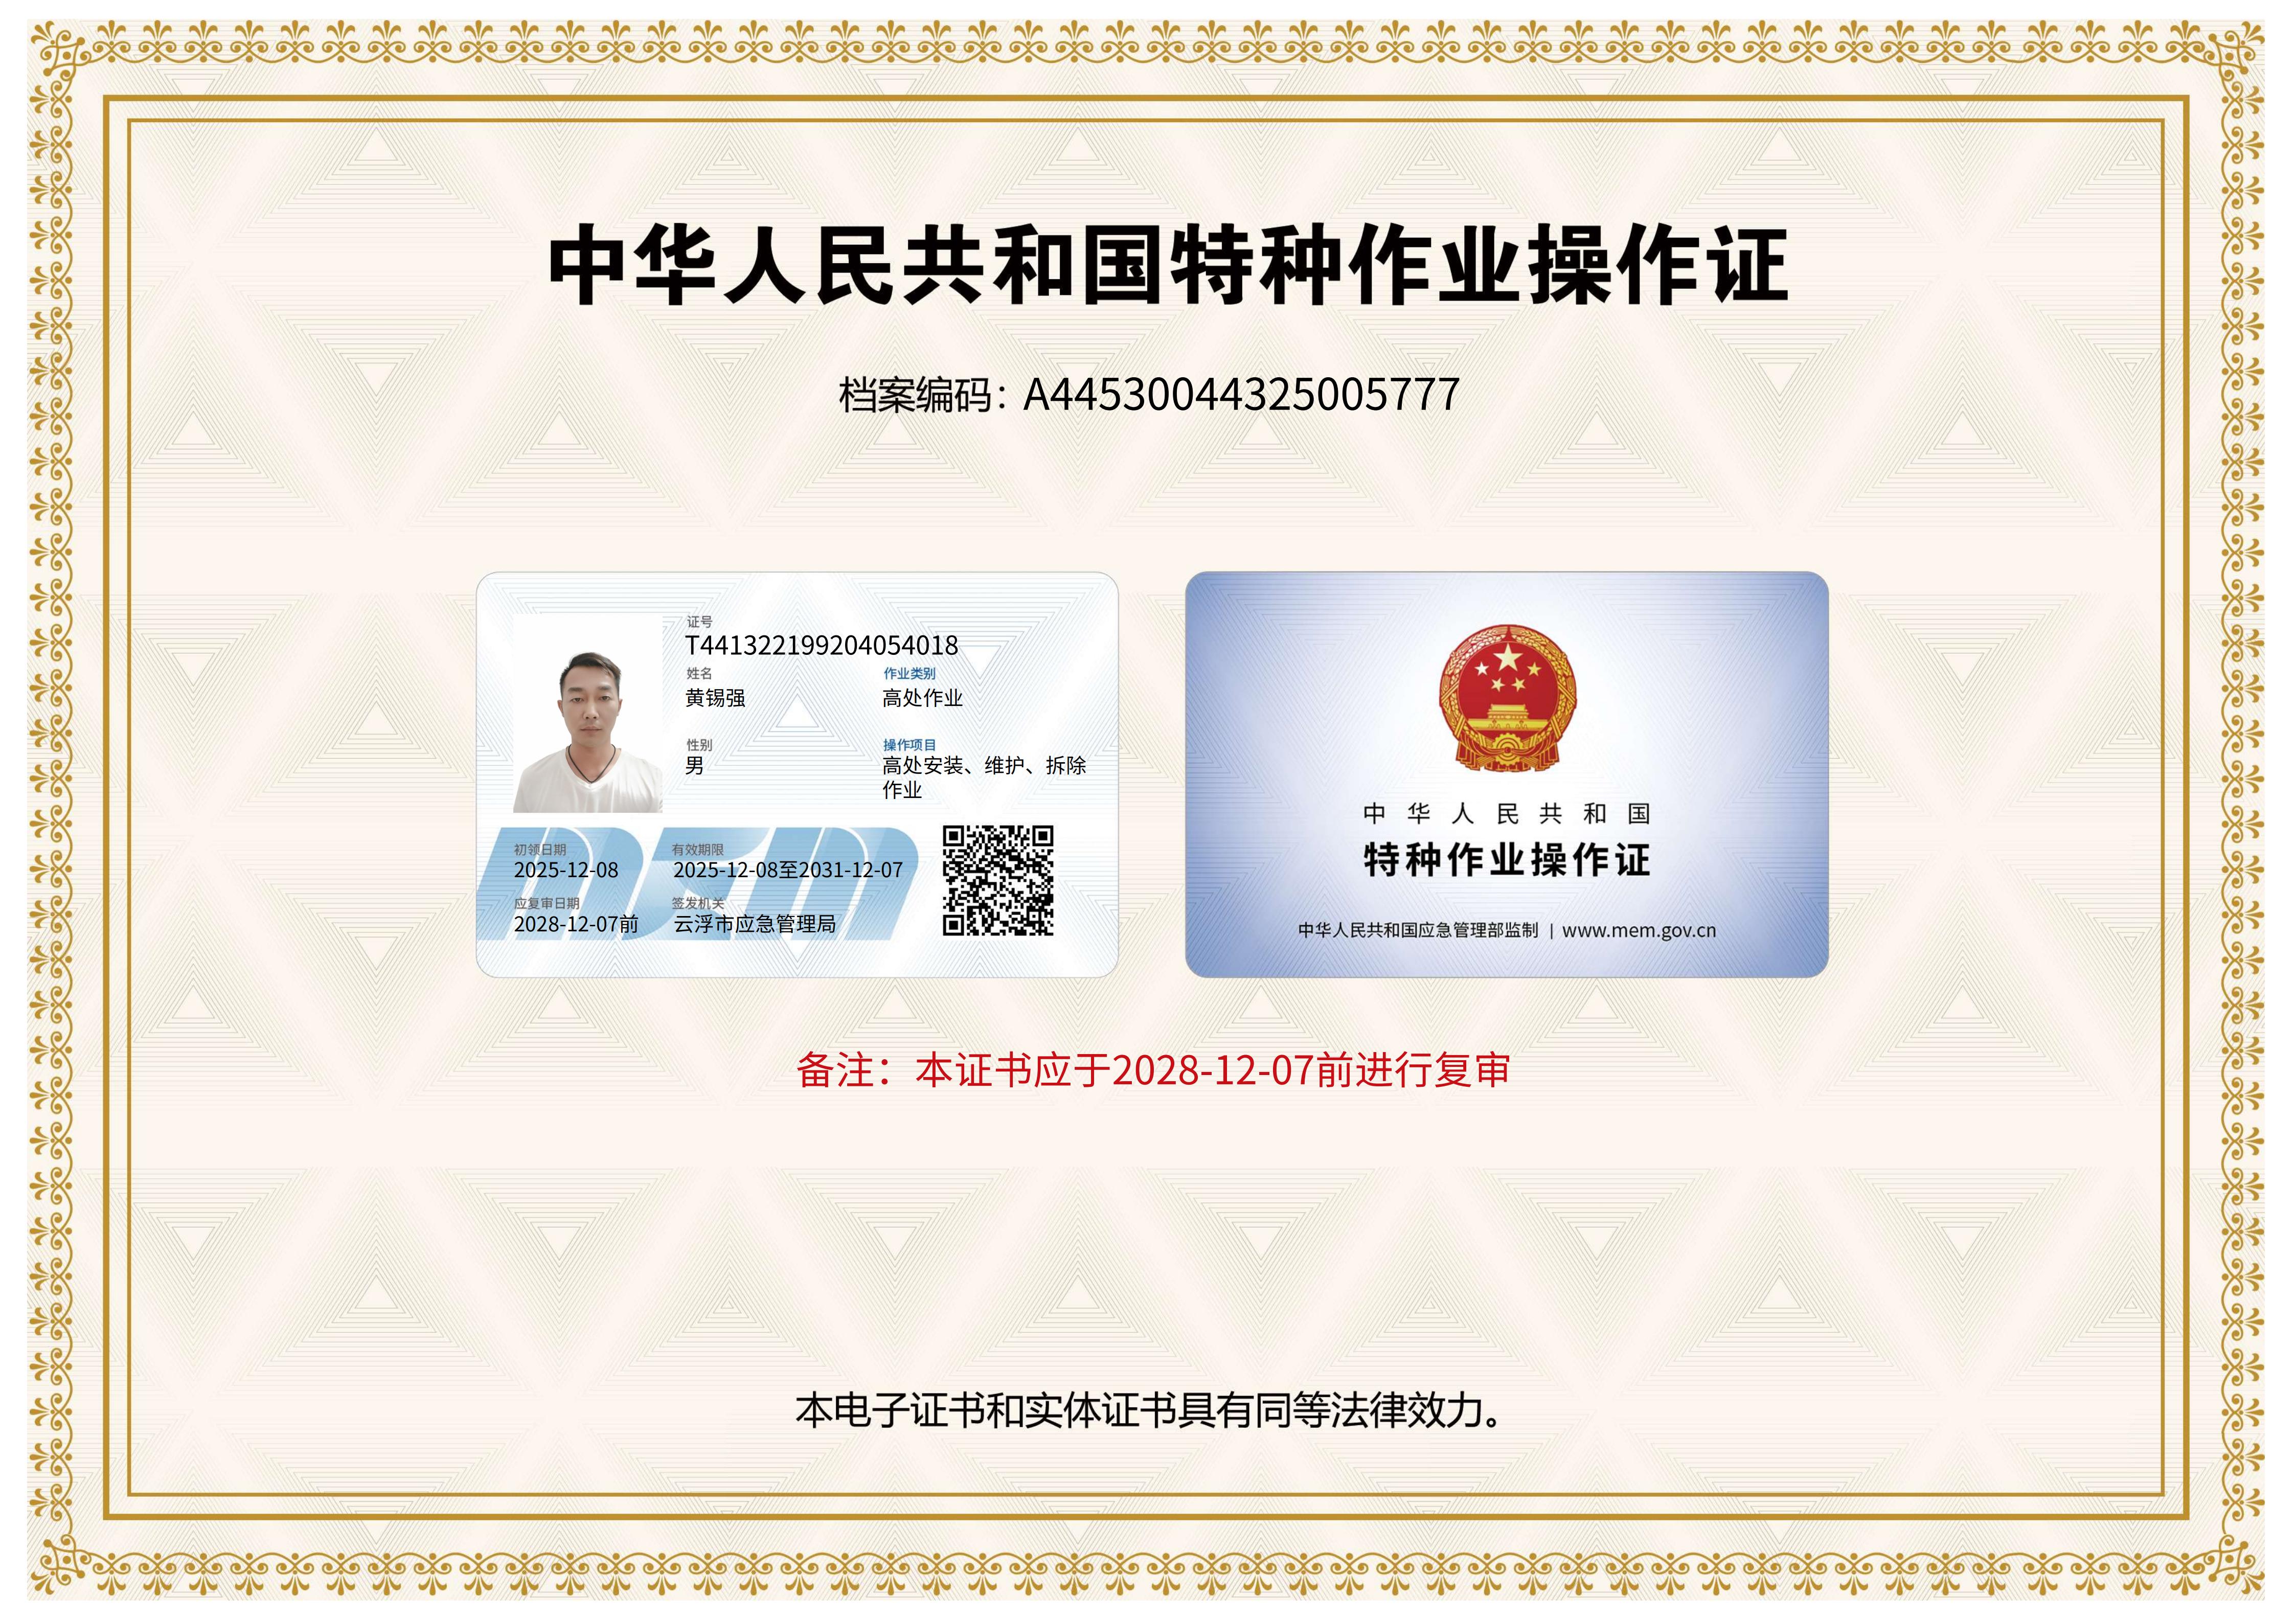 中华人民共和国特种作业操作证
档案编码：A44530044325005777
证号
T441322199204054018
姓名
黄锡强
作业类别
高处作业
性别
男
操作项目
高处安装、维护、拆除
作业
初领日期
2025-12-08
有效期限
2025-12-08至2031-12-07
应复审日期
2028-12-07前
签发机关
云浮市应急管理局
中华人民共和国
特种作业操作证
中华人民共和国应急管理部监制 | www.mem.gov.cn
备注：本证书应于2028-12-07前进行复审
本电子证书和实体证书具有同等法律效力。